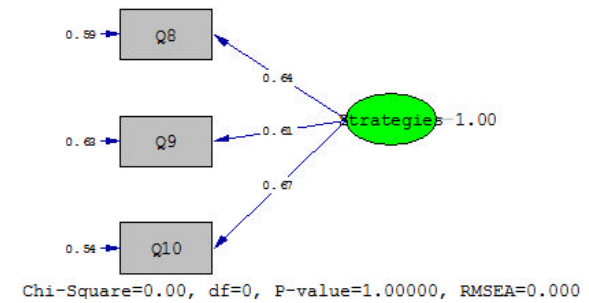 0.59
Q8
0.64
Strategies 1.00
0.63
Q9
0.61
0.67
0.54
Q10
Chi-Square=0.00, df=0, P-value=1.00000, RMSEA=0.000